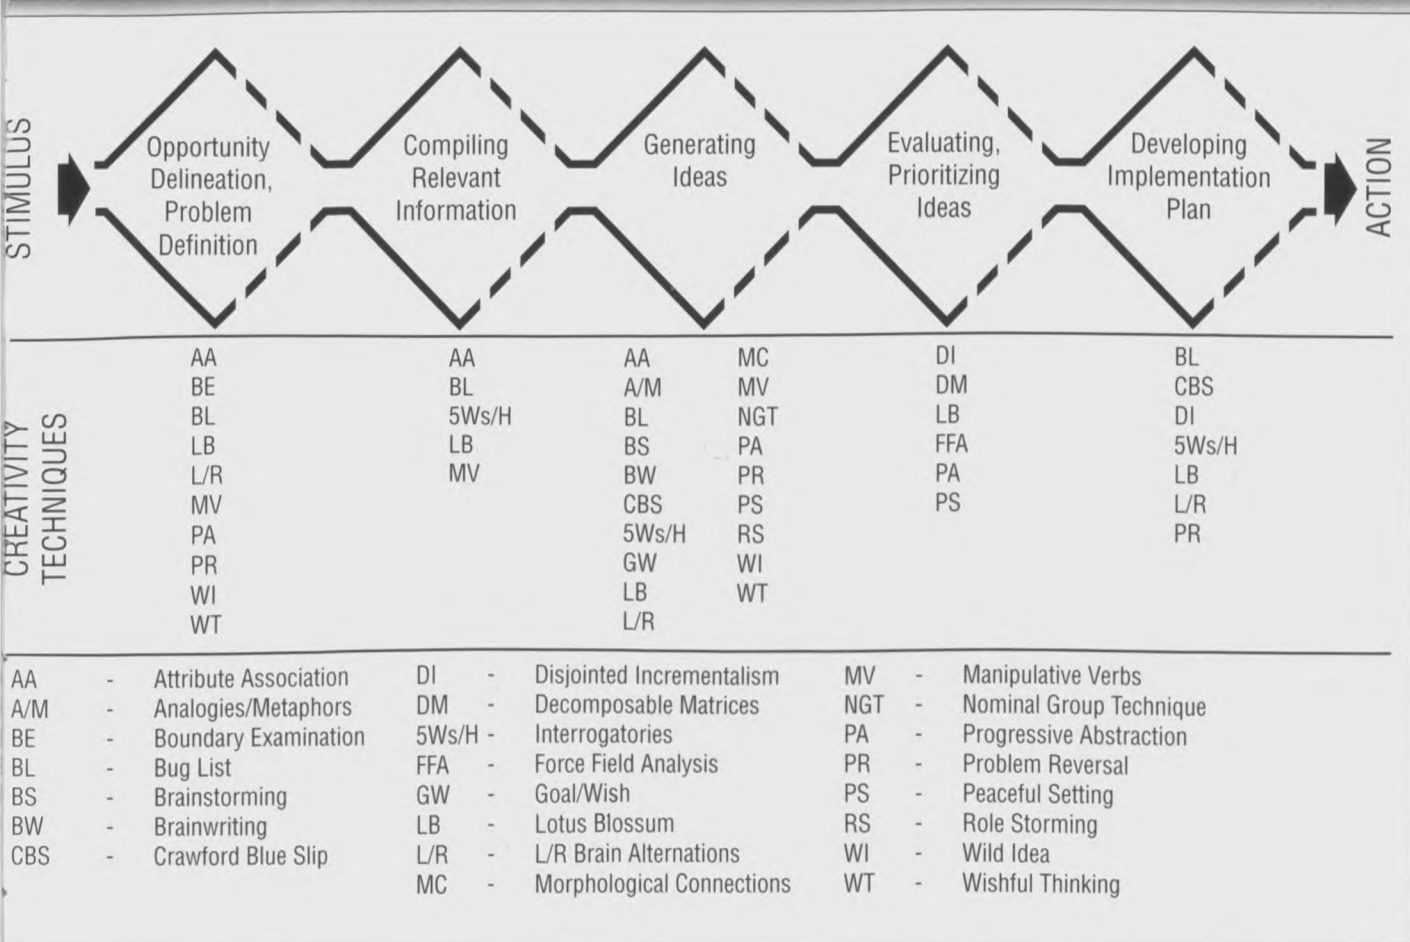 STIMULUS
Opportunity
Delineation,
Problem
Definition
Compiling
Relevant
Information
Generating
Ideas
Evaluating,
Prioritizing
Ideas
Developing
Implementation
Plan
ACTION
CREATIVITY
TECHNIQUES
AA
BE
BL
LB
L/R
MV
PA
PR
WI
WT
AA
BL
5Ws/H
LB
MV
AA
A/M
BL
BS
BW
CBS
5Ws/H
GW
LB
L/R
MC
MV
NGT
PA
PR
PS
RS
WI
WT
DI
DM
LB
FFA
PA
PS
BL
CBS
DI
5Ws/H
LB
L/R
PR
AA - Attribute Association
A/M - Analogies/Metaphors
BE - Boundary Examination
BL - Bug List
BS - Brainstorming
BW - Brainwriting
CBS - Crawford Blue Slip
DI - Disjointed Incrementalism
DM - Decomposable Matrices
5Ws/H - Interrogatories
FFA - Force Field Analysis
GW - Goal/Wish
LB - Lotus Blossum
L/R - L/R Brain Alternations
MC - Morphological Connections
MV - Manipulative Verbs
NGT - Nominal Group Technique
PA - Progressive Abstraction
PR - Problem Reversal
PS - Peaceful Setting
RS - Role Storming
WI - Wild Idea
WT - Wishful Thinking